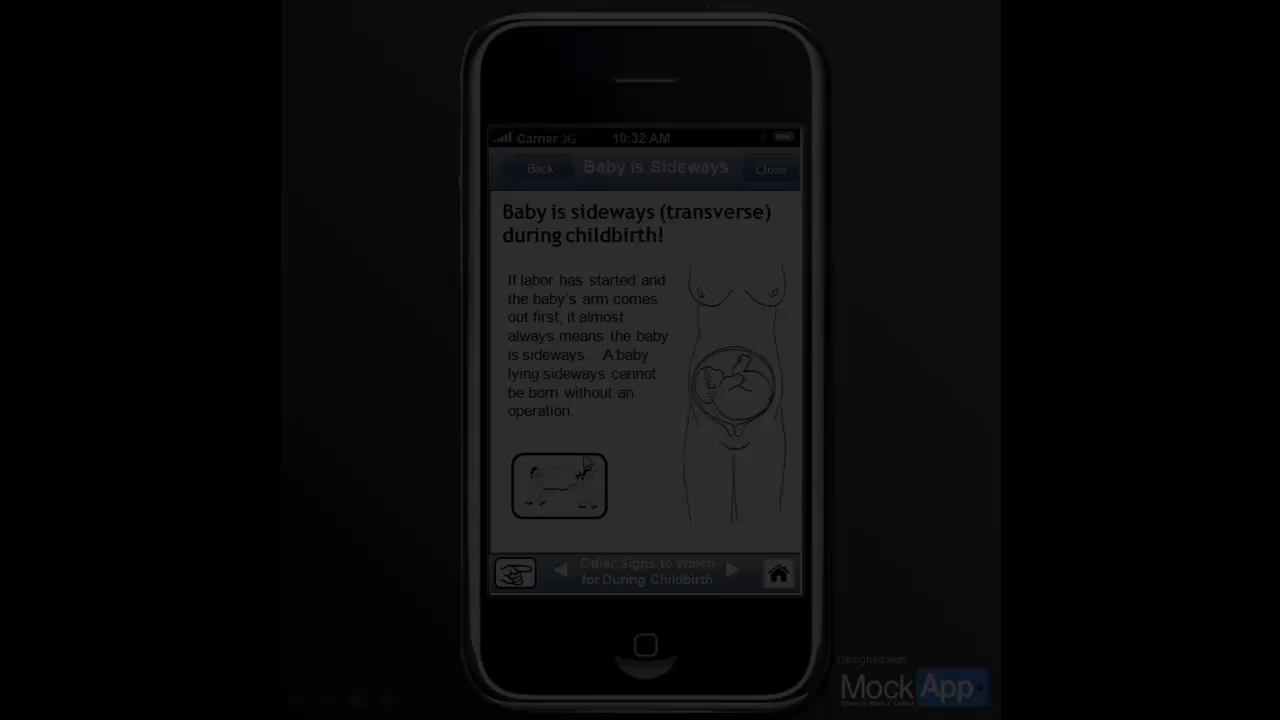 Carrier 3G 10:32 AM
Back Baby is Sideways Close
Baby is sideways (transverse)
during childbirth!
If labor has started and
the baby's arm comes
out first, it almost
always means the baby
is sideways. A baby
lying sideways cannot
be born without an
operation.
Other Signs to Watch
for During Childbirth
Designed with
MockApp